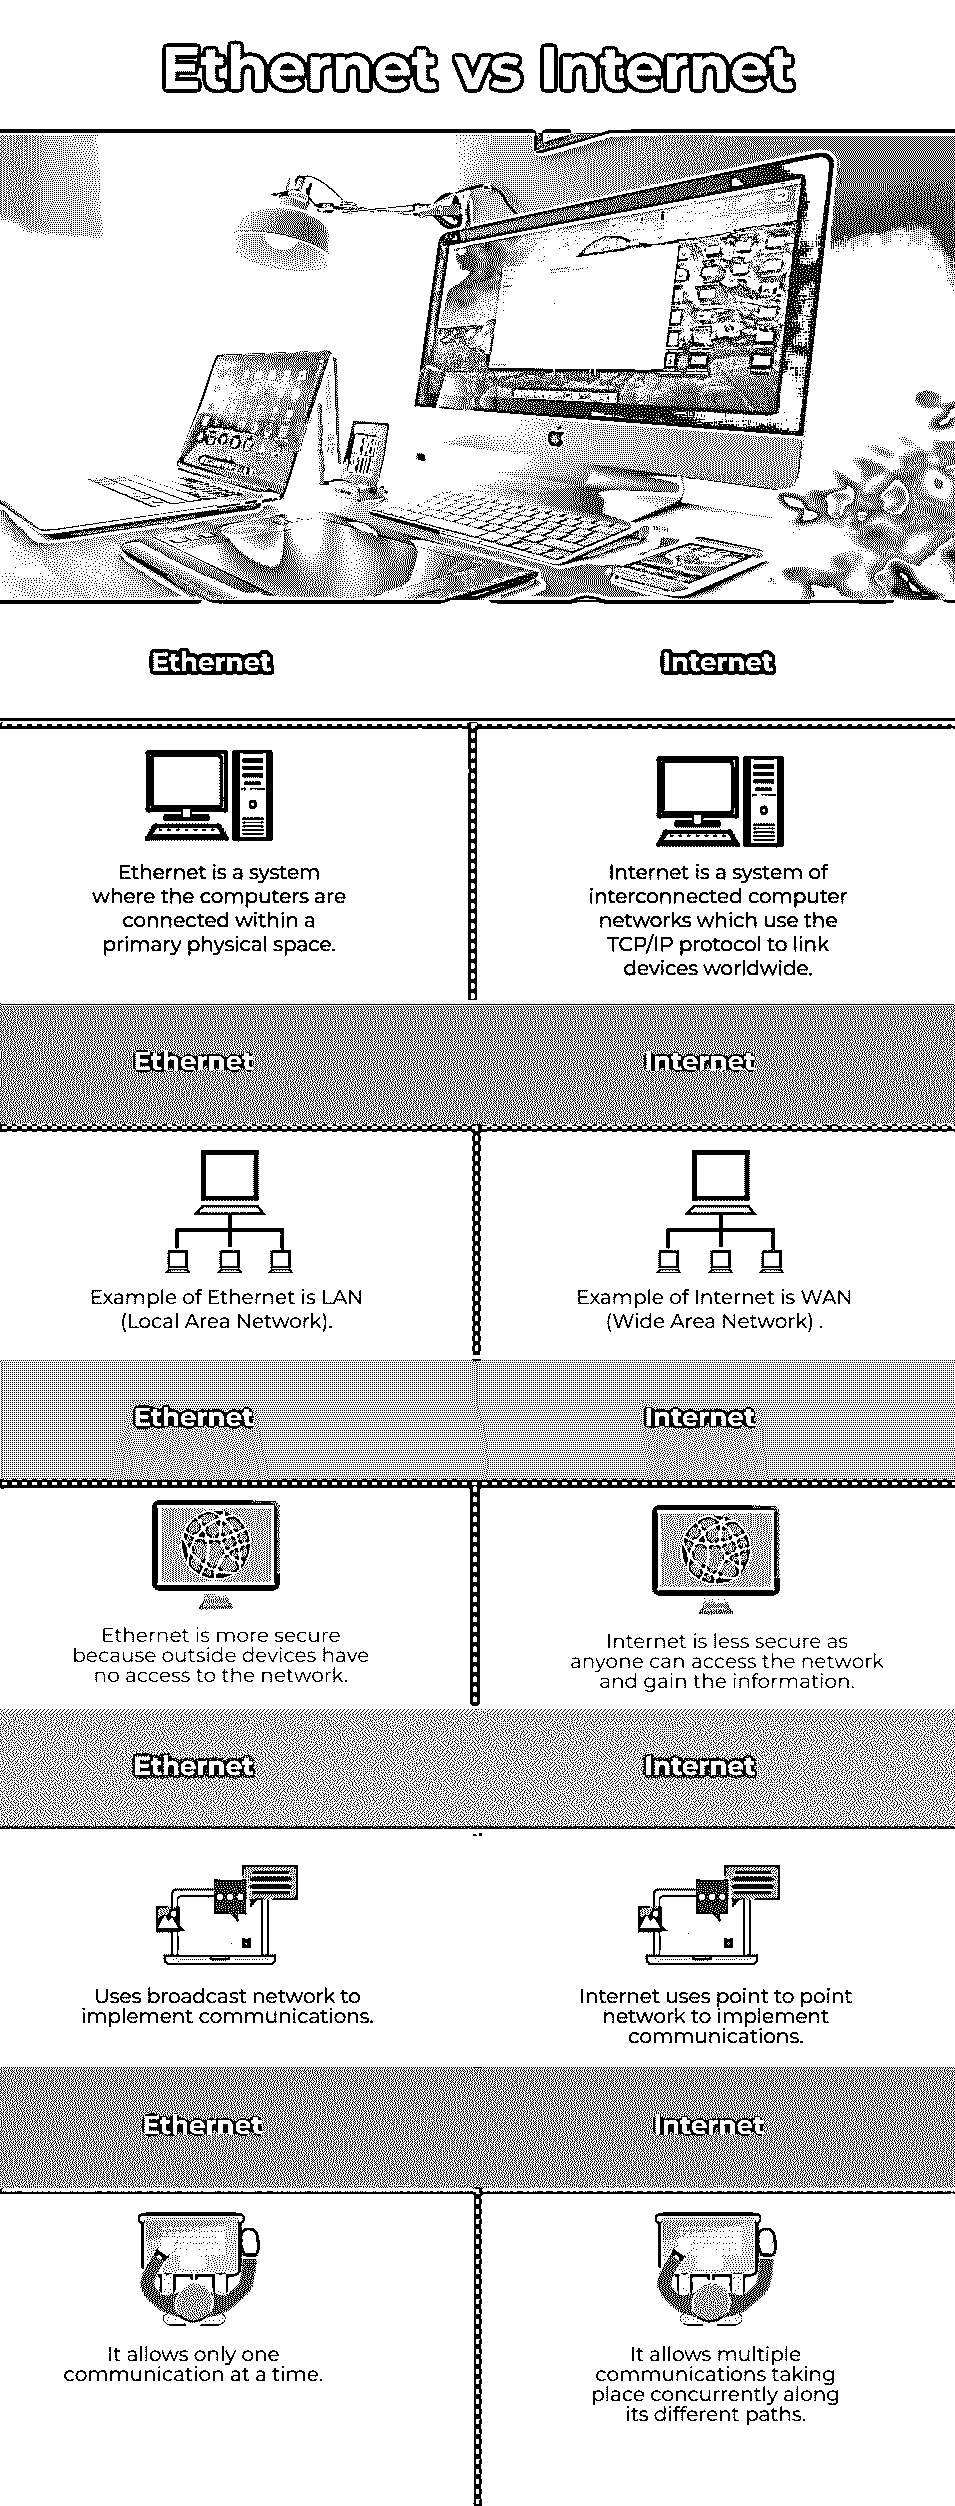 Ethernet vs Internet
Ethernet
Internet
Ethernet is a system
where the computers are
connected within a
primary physical space.
Internet is a system of
interconnected computer
networks which use the
TCP/IP protocol to link
devices worldwide.
Ethernet
Internet
Example of Ethernet is LAN
(Local Area Network).
Example of Internet is WAN
(Wide Area Network) .
Ethernet
Internet
Ethernet is more secure
because outside devices have
no access to the network.
Internet is less secure as
anyone can access the network
and gain the information.
Ethernet
Internet
Uses broadcast network to
implement communications.
Internet uses point to point
network to implement
communications.
Ethernet
Internet
It allows only one
communication at a time.
It allows multiple
communications taking
place concurrently along
its different paths.